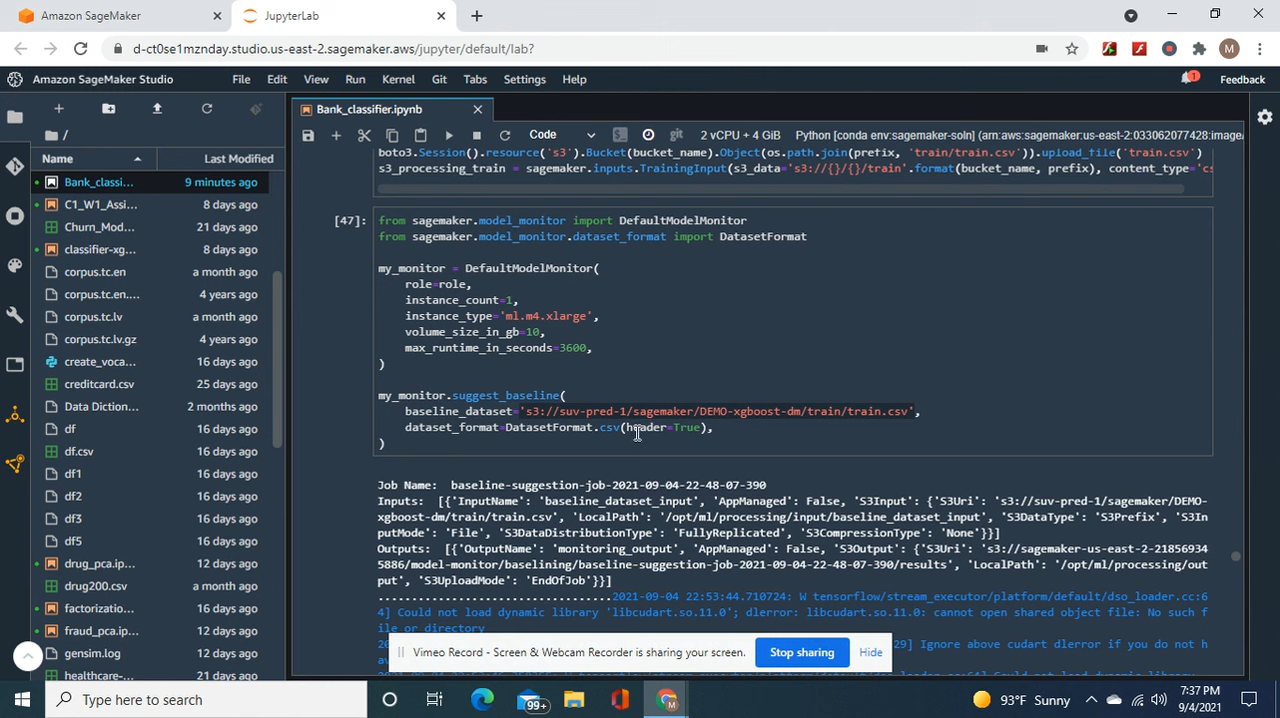 Amazon SageMaker
JupyterLab
d-ct0se1mznday.studio.us-east-2.sagemaker.aws/jupyter/default/lab?
M
Amazon SageMaker Studio File Edit View Run Kernel Git Tabs Settings Help 1 Feedback
Bank_classifier.ipynb
Code git 2 vCPU + 4 GiB Python [conda env:sagemaker-soln] (arn:aws:sagemaker:us-east-2:033062077428:image/
/
Name Last Modified
Bank_classi... 9 minutes ago
C1_W1_Assi... 8 days ago
Churn_Mod... 21 days ago
classifier-xg... 8 days ago
corpus.tc.en a month ago
corpus.tc.en.... 4 years ago
corpus.tc.lv a month ago
corpus.tc.lv.gz 4 years ago
create_voca... 16 days ago
creditcard.csv 25 days ago
Data Diction... 2 months ago
df 16 days ago
df.csv 16 days ago
df1 16 days ago
df2 16 days ago
df3 16 days ago
df5 16 days ago
drug_pca.ip... 12 days ago
drug200.csv a month ago
factorizatio... 12 days ago
fraud_pca.ip... 12 days ago
gensim.log 12 days ago
healthcare-... 16 days ago
boto3.Session().resource('s3').Bucket(bucket_name).Object(os.path.join(prefix, 'train/train.csv')).upload_file('train.csv')
s3_processing_train = sagemaker.inputs.TrainingInput(s3_data='s3://{}/{}/train'.format(bucket_name, prefix), content_type='cs
[47]: from sagemaker.model_monitor import DefaultModelMonitor
from sagemaker.model_monitor.dataset_format import DatasetFormat
my_monitor = DefaultModelMonitor(
role=role,
instance_count=1,
instance_type='ml.m4.xlarge',
volume_size_in_gb=10,
max_runtime_in_seconds=3600,
)
my_monitor.suggest_baseline(
baseline_dataset='s3://suv-pred-1/sagemaker/DEMO-xgboost-dm/train/train.csv',
dataset_format=DatasetFormat.csv(header=True),
)
Job Name:  baseline-suggestion-job-2021-09-04-22-48-07-390
Inputs:  [{'InputName': 'baseline_dataset_input', 'AppManaged': False, 'S3Input': {'S3Uri': 's3://suv-pred-1/sagemaker/DEMO-
xgboost-dm/train/train.csv', 'LocalPath': '/opt/ml/processing/input/baseline_dataset_input', 'S3DataType': 'S3Prefix', 'S3In
putMode': 'File', 'S3DataDistributionType': 'FullyReplicated', 'S3CompressionType': 'None'}}]
Outputs:  [{'OutputName': 'monitoring_output', 'AppManaged': False, 'S3Output': {'S3Uri': 's3://sagemaker-us-east-2-21856934
5886/model-monitor/baselining/baseline-suggestion-job-2021-09-04-22-48-07-390/results', 'LocalPath': '/opt/ml/processing/out
put', 'S3UploadMode': 'EndOfJob'}}]
..................................2021-09-04 22:53:44.710724: W tensorflow/stream_executor/platform/default/dso_loader.cc:6
4] Could not load dynamic library 'libcudart.so.11.0'; dlerror: libcudart.so.11.0: cannot open shared object file: No such f
ile or directory
29] Ignore above cudart dlerror if you do not h
Vimeo Record - Screen & Webcam Recorder is sharing your screen. Stop sharing Hide
Type here to search
99+
M
93°F Sunny
7:37 PM
9/4/2021